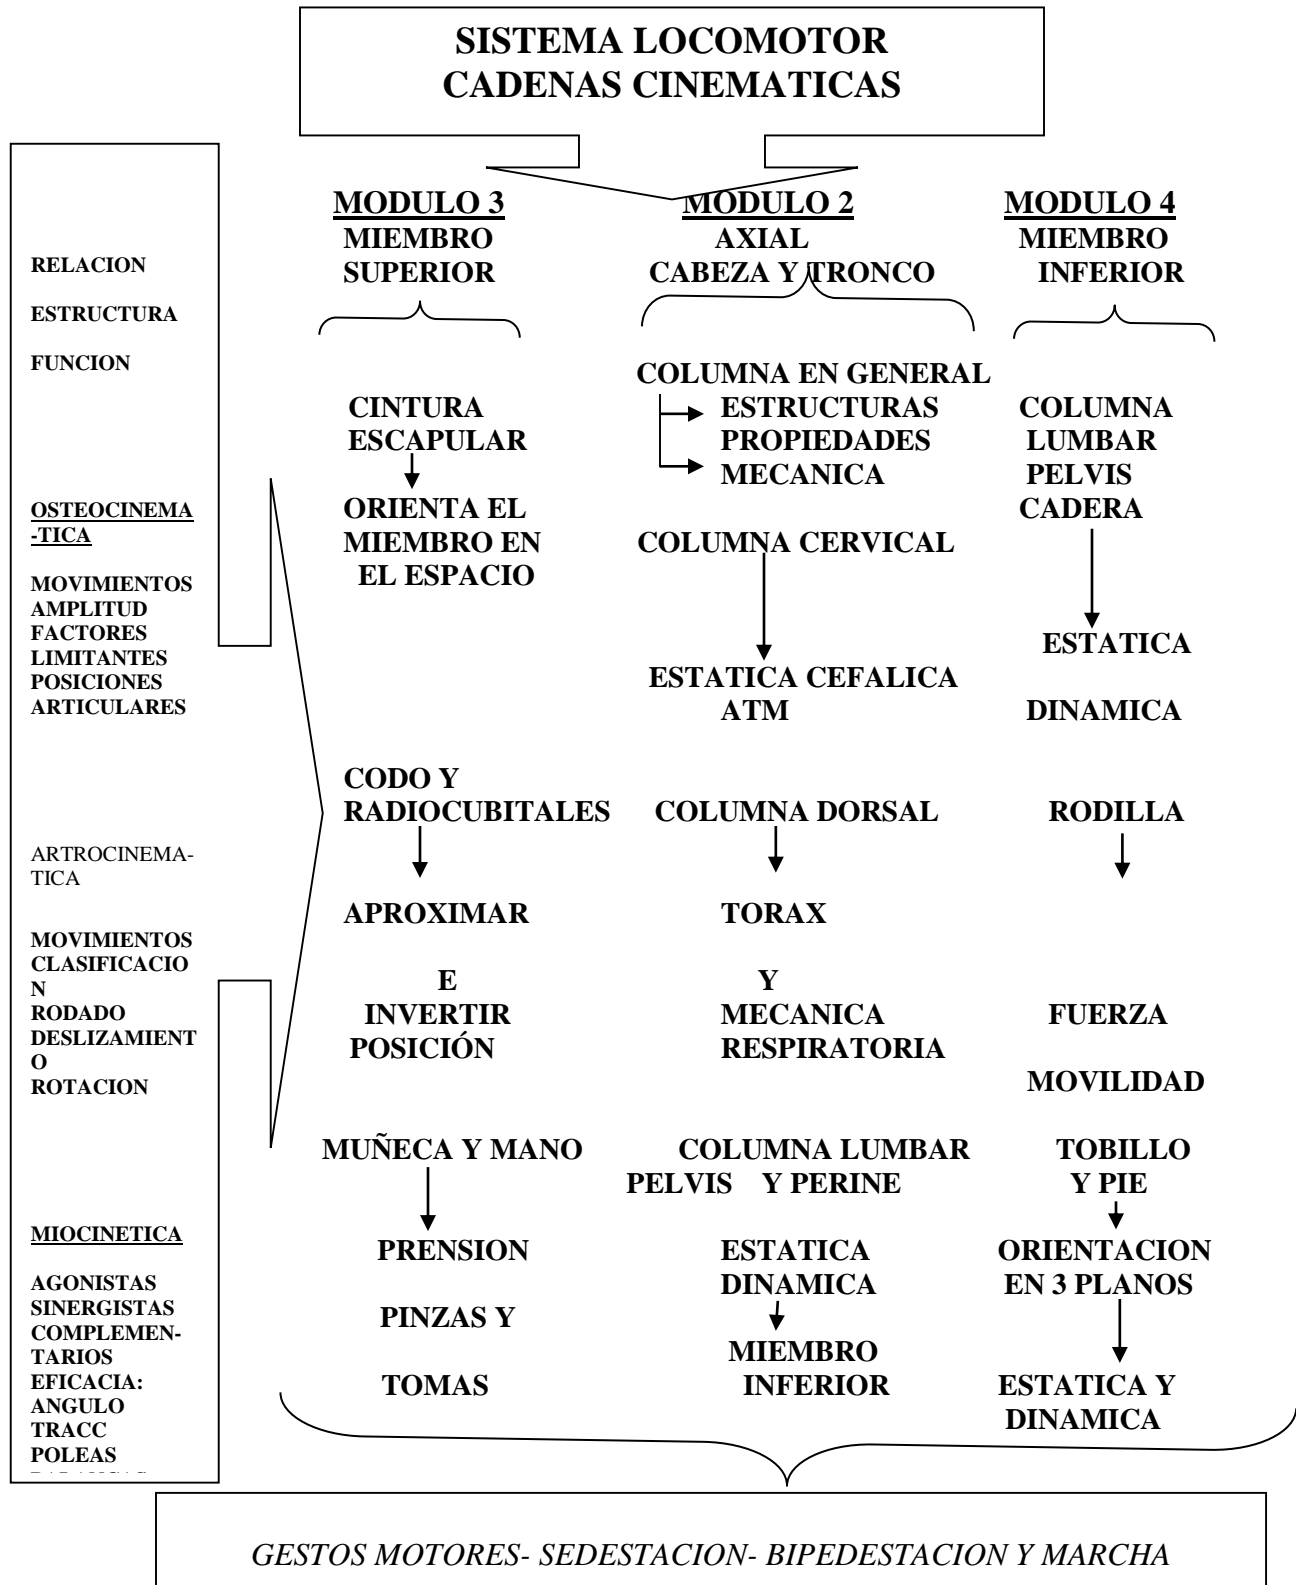 SISTEMA LOCOMOTOR
CADENAS CINEMATICAS
RELACION
ESTRUCTURA
FUNCION
OSTEOCINEMA
-TICA
MOVIMIENTOS
AMPLITUD
FACTORES
LIMITANTES
POSICIONES
ARTICULARES
ARTROCINEMA-
TICA
MOVIMIENTOS
CLASIFICACIO
N
RODADO
DESLIZAMIENT
O
ROTACION
MIOCINETICA
AGONISTAS
SINERGISTAS
COMPLEMEN-
TARIOS
EFICACIA:
ANGULO
TRACC
POLEAS
MODULO 3
MIEMBRO
SUPERIOR
CINTURA
ESCAPULAR
ORIENTA EL
MIEMBRO EN
EL ESPACIO
CODO Y
RADIOCUBITALES
APROXIMAR
E
INVERTIR
POSICIÓN
MUÑECA Y MANO
PRENSION
PINZAS Y
TOMAS
MODULO 2
AXIAL
CABEZA Y TRONCO
COLUMNA EN GENERAL
ESTRUCTURAS
PROPIEDADES
MECANICA
COLUMNA CERVICAL
ESTATICA CEFALICA
ATM
COLUMNA DORSAL
TORAX
Y
MECANICA
RESPIRATORIA
COLUMNA LUMBAR
PELVIS Y PERINE
ESTATICA
DINAMICA
MIEMBRO
INFERIOR
MODULO 4
MIEMBRO
INFERIOR
COLUMNA
LUMBAR
PELVIS
CADERA
ESTATICA
DINAMICA
RODILLA
FUERZA
MOVILIDAD
TOBILLO
Y PIE
ORIENTACION
EN 3 PLANOS
ESTATICA Y
DINAMICA
GESTOS MOTORES- SEDESTACION- BIPEDESTACION Y MARCHA